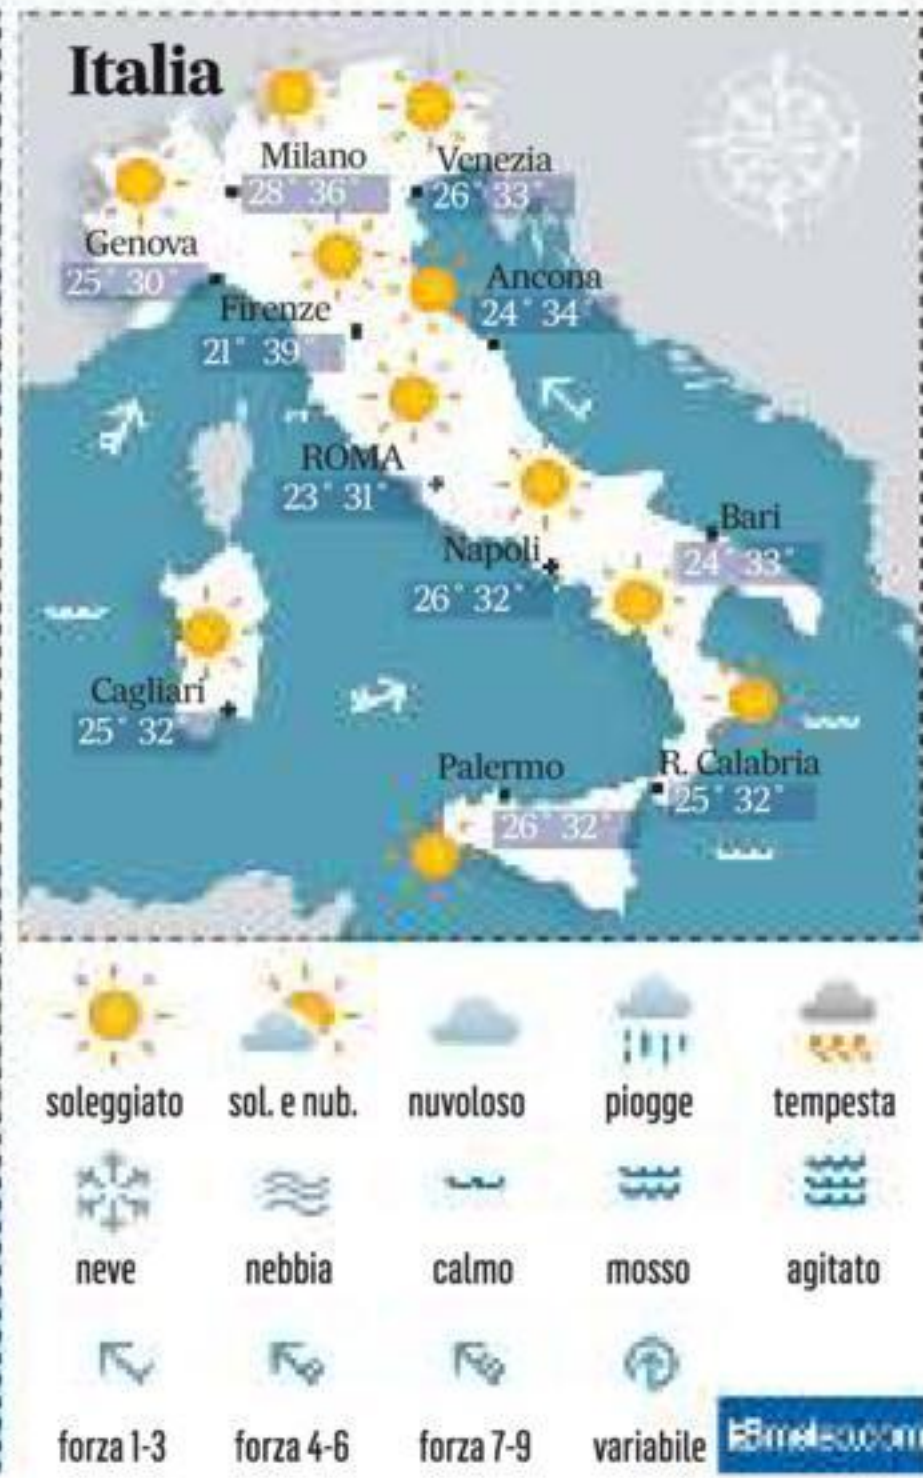 Italia
Milano
28° 36°
Venezia
26° 33°
Genova
25° 30°
Firenze
21° 39°
Ancona
24° 34°
ROMA
23° 31°
Napoli
26° 32°
Bari
24° 33°
Cagliari
25° 32°
Palermo
26° 32°
R. Calabria
25° 32°
soleggiato
sol. e nub.
nuvoloso
piogge
tempesta
neve
nebbia
calmo
mosso
agitato
forza 1-3
forza 4-6
forza 7-9
variabile